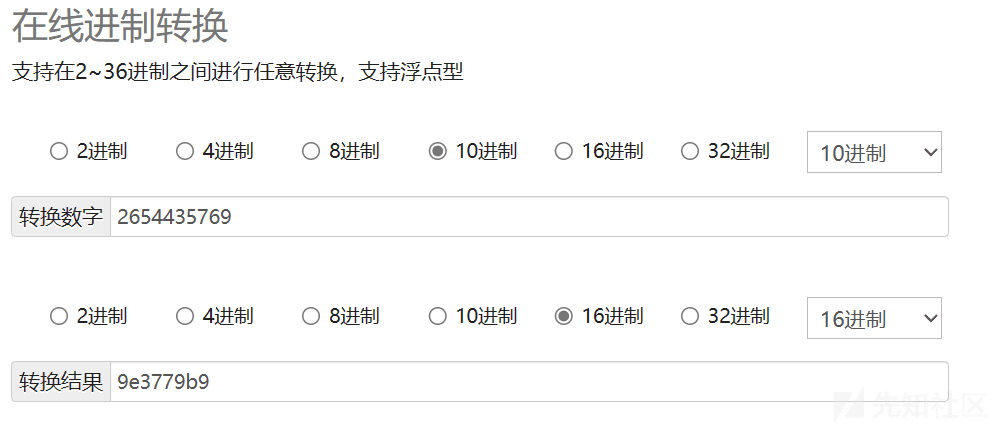 在线进制转换
支持在2~36进制之间进行任意转换，支持浮点型
2进制 4进制 8进制 10进制 16进制 32进制 10进制
转换数字 2654435769
2进制 4进制 8进制 10进制 16进制 32进制 16进制
转换结果 9e3779b9
先知社区